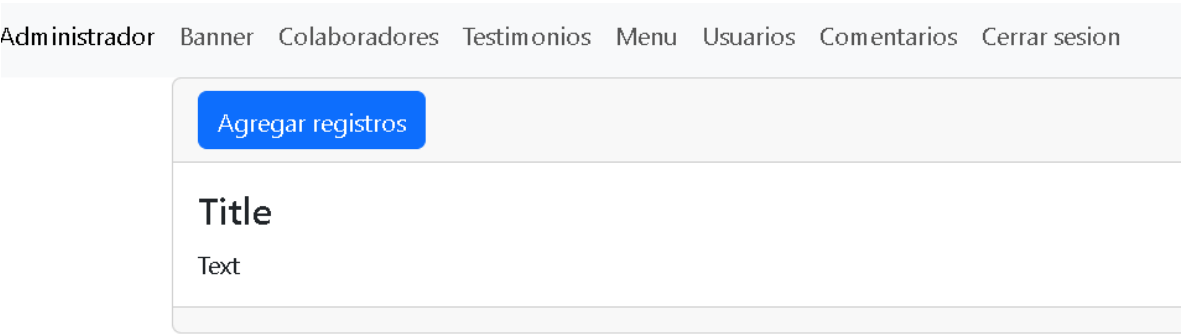 Administrador Banner Colaboradores Testimonios Menu Usuarios Comentarios Cerrar sesion
Agregar registros
Title
Text